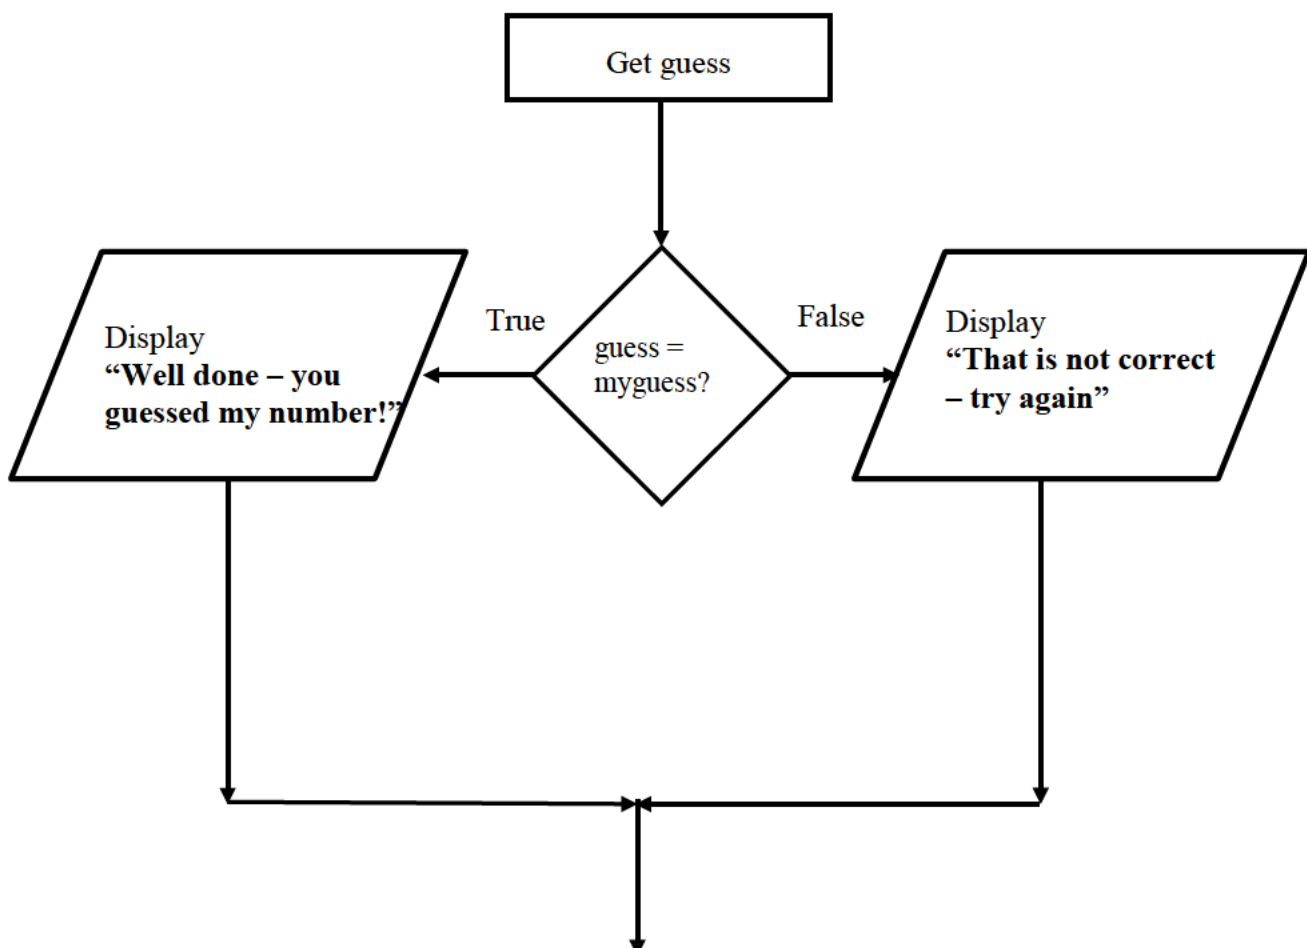 Get guess
True
False
Display
“Well done – you
guessed my number!”
guess =
myguess?
Display
“That is not correct
– try again”